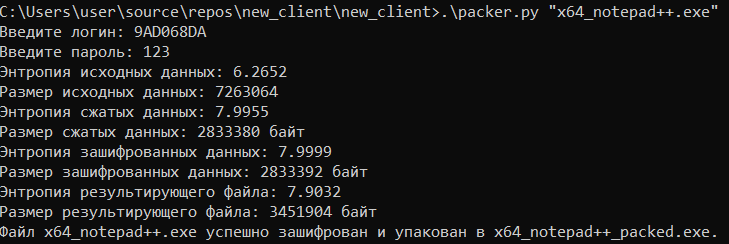 C:\Users\user\source\repos\new_client\new_client>.\packer.py "x64_notepad++.exe"
Введите логин: 9AD068DA
Введите пароль: 123
Энтропия исходных данных: 6.2652
Размер исходных данных: 7263064
Энтропия сжатых данных: 7.9955
Размер сжатых данных: 2833380 байт
Энтропия зашифрованных данных: 7.9999
Размер зашифрованных данных: 2833392 байт
Энтропия результирующего файла: 7.9032
Размер результирующего файла: 3451904 байт
Файл x64_notepad++.exe успешно зашифрован и упакован в x64_notepad++_packed.exe.